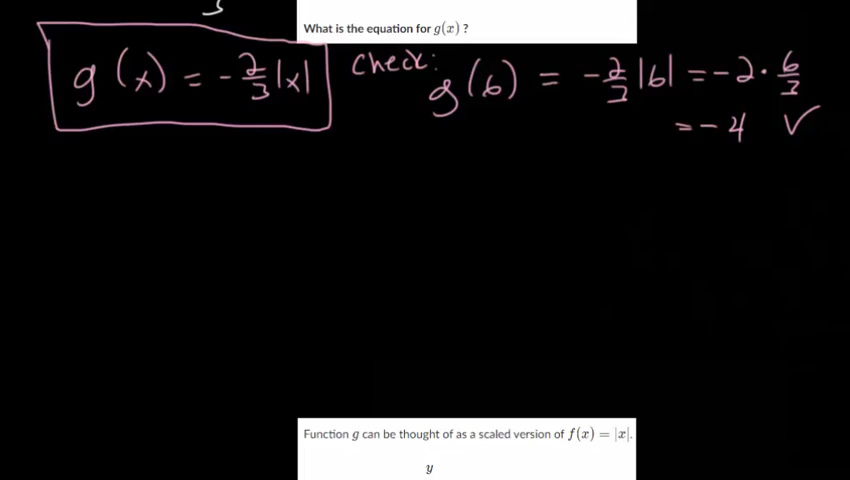 3
What is the equation for g(x) ?
g(x) = -2/3|x|
Check:
g(6) = -2/3|6| = -2 · 6/3
= -4 ✓
Function g can be thought of as a scaled version of f(x) = |x|.
y